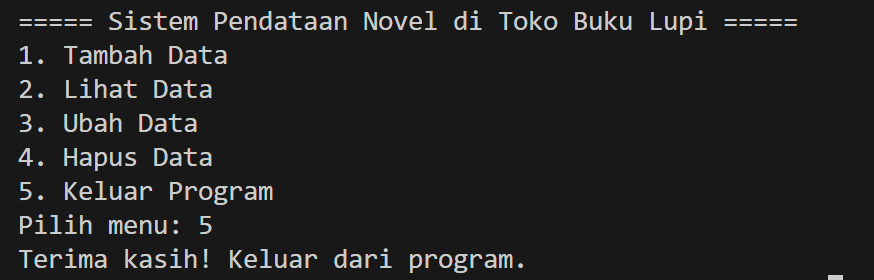 ===== Sistem Pendataan Novel di Toko Buku Lupi =====
1. Tambah Data
2. Lihat Data
3. Ubah Data
4. Hapus Data
5. Keluar Program
Pilih menu: 5
Terima kasih! Keluar dari program.